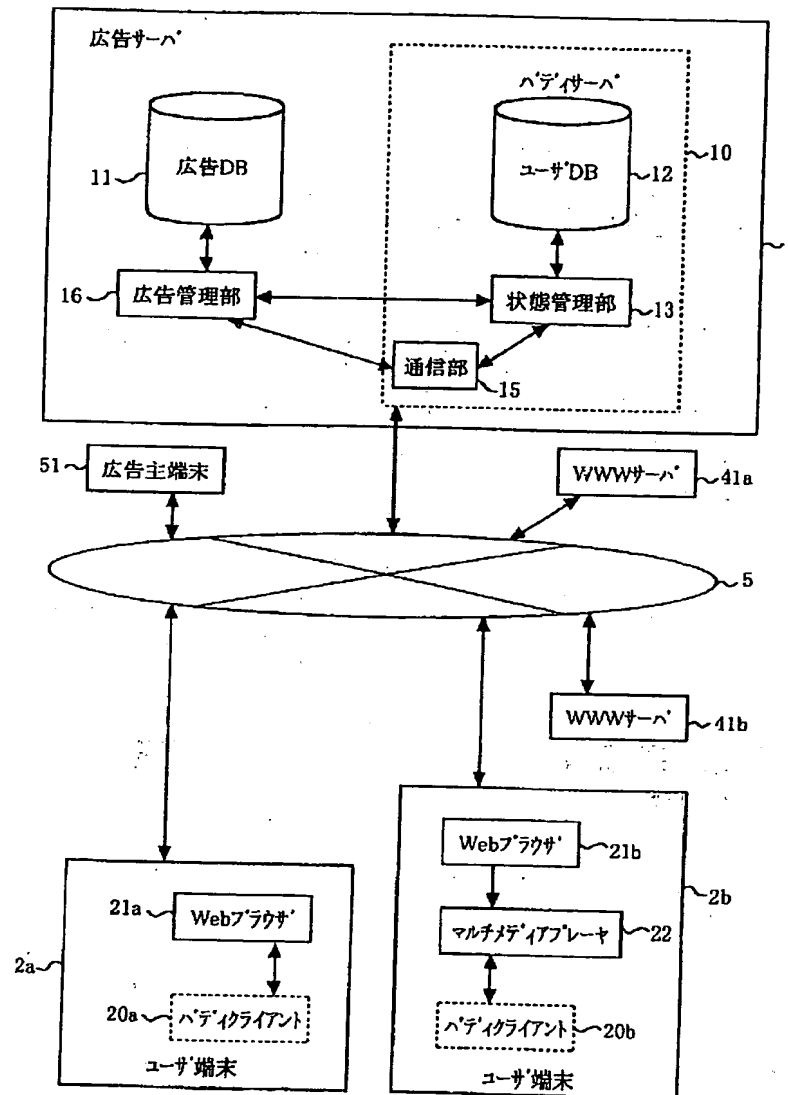 広告サーバ
バディサーバ
10
11
広告DB
ユーザDB
12
16
広告管理部
状態管理部
13
通信部
15
51
広告主端末
WWWサーバ
41a
5
WWWサーバ
41b
Webブラウザ
21b
2b
21a
Webブラウザ
マルチメディアプレーヤ
22
2a
20a
バディクライアント
バディクライアント
20b
ユーザ端末
ユーザ端末